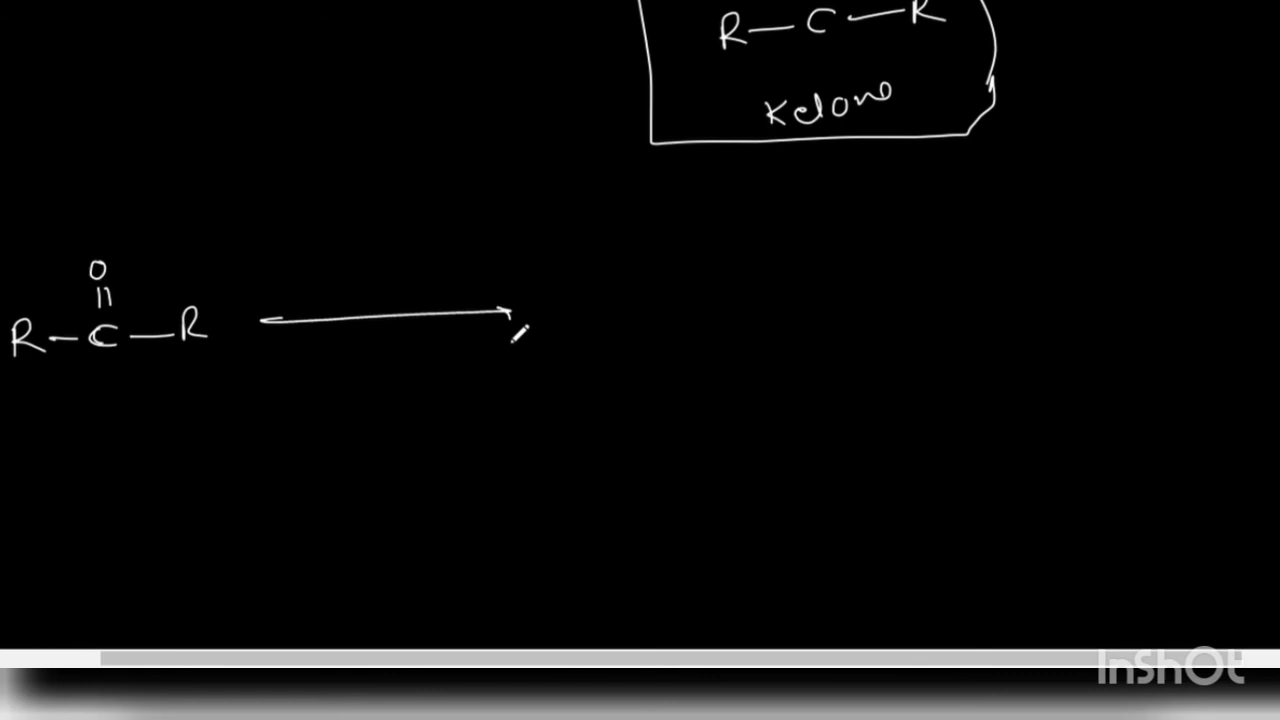 R—C—R
Ketone
O
||
R—C—R
InShOt